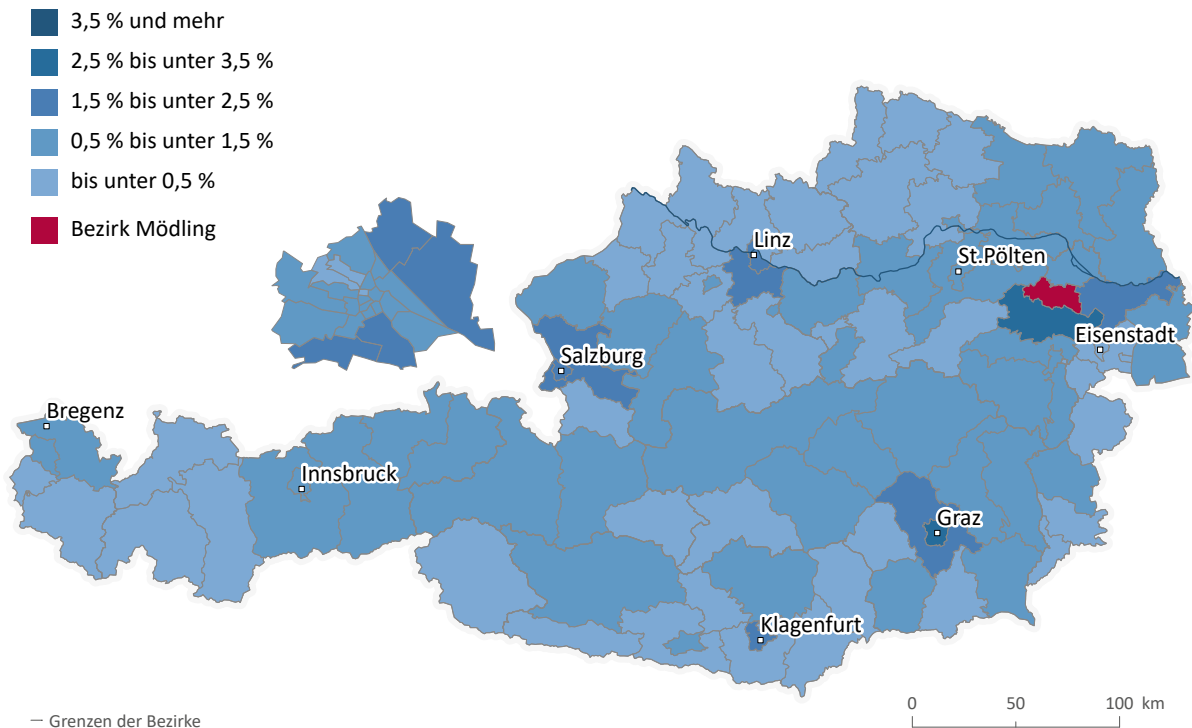 3,5 % und mehr
2,5 % bis unter 3,5 %
1,5 % bis unter 2,5 %
0,5 % bis unter 1,5 %
bis unter 0,5 %
Bezirk Mödling
Linz
St.Pölten
Eisenstadt
Salzburg
Bregenz
Innsbruck
Graz
Klagenfurt
0 50 100 km
Grenzen der Bezirke